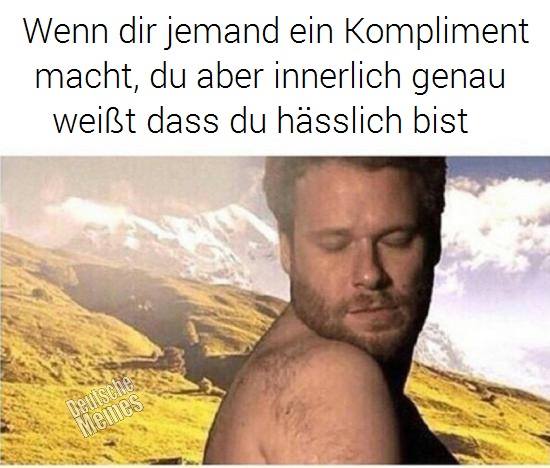 Wenn dir jemand ein Kompliment
macht, du aber innerlich genau
weißt dass du hässlich bist
Deutsche
Memes